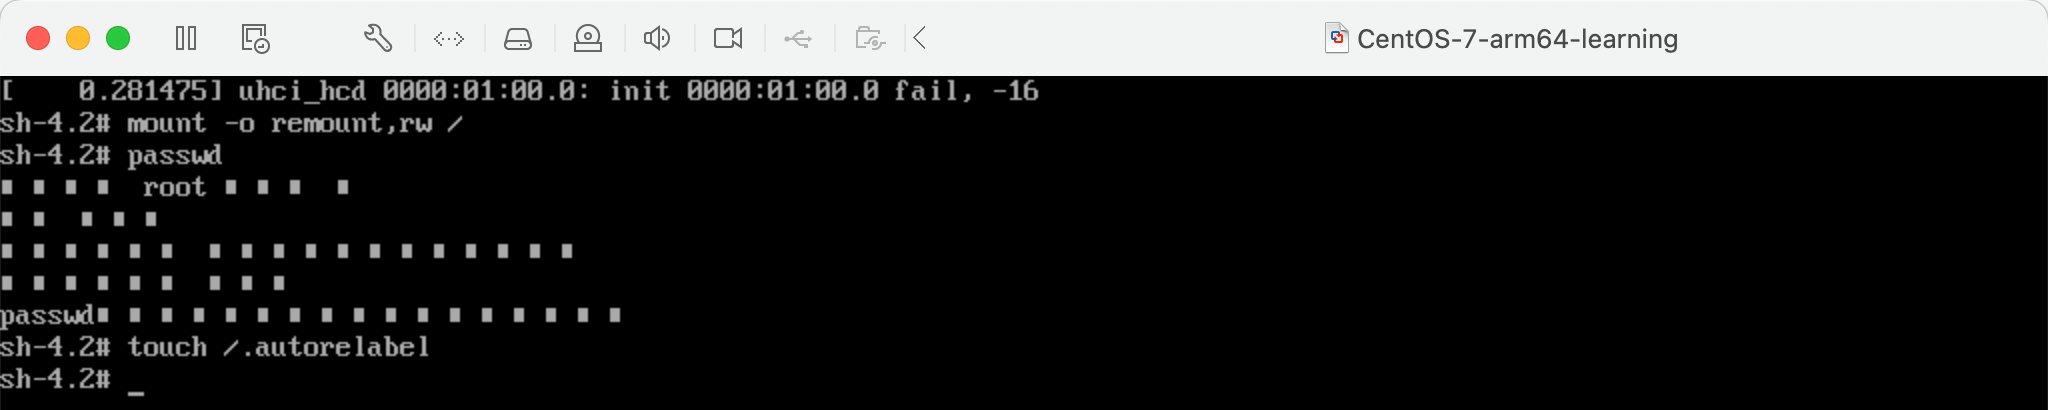 CentOS-7-arm64-learning
[    0.281475] uhci_hcd 0000:01:00.0: init 0000:01:00.0 fail, -16
sh-4.2# mount -o remount,rw /
sh-4.2# passwd
root
passwd
sh-4.2# touch /.autorelabel
sh-4.2# _